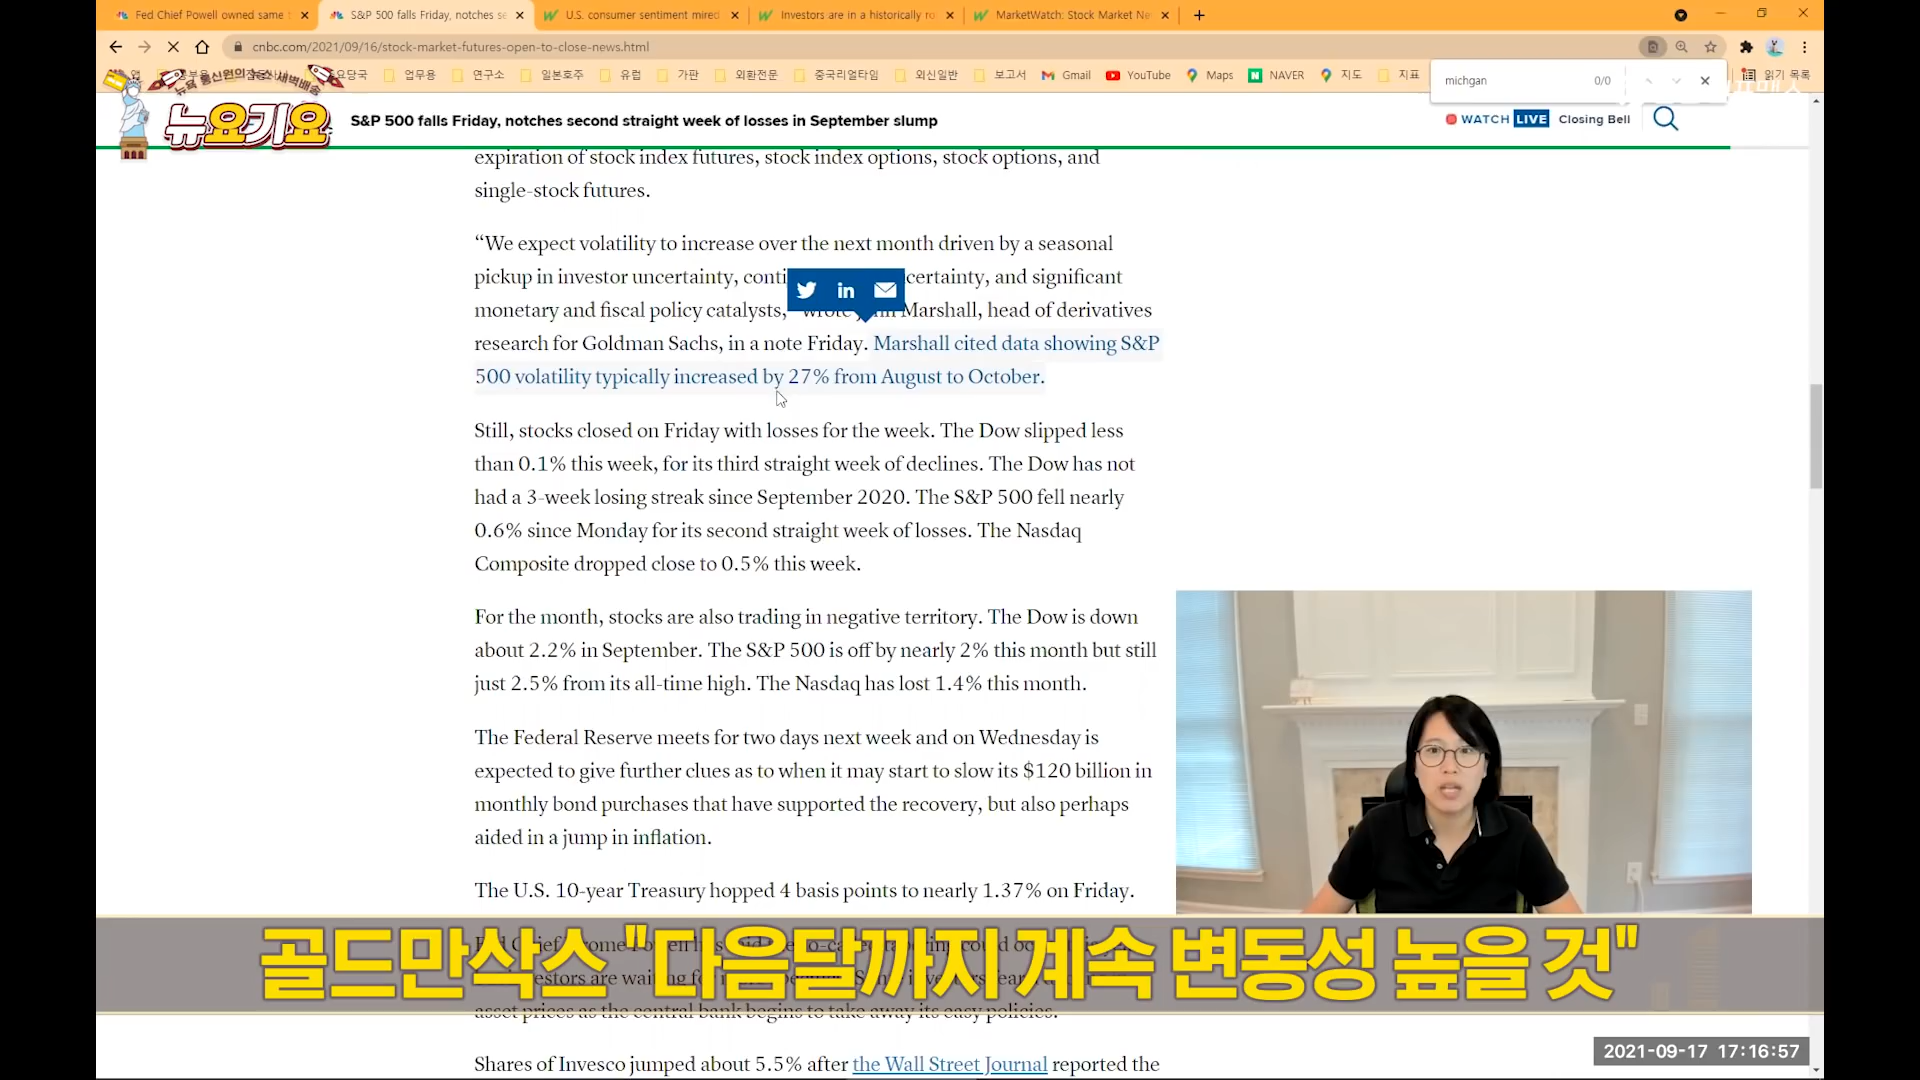 Fed Chief Powell owned same
S&P 500 falls Friday, notches se
U.S. consumer sentiment mired
Investors are in a historically ro
MarketWatch: Stock Market Ne
cnbc.com/2021/09/16/stock-market-futures-open-to-close-news.html
업무용
연구소
일본호주
유럽
가판
외환전문
중국리얼타임
외신일반
보고서
Gmail
YouTube
Maps
NAVER
지도
지표
읽기 목록
michgan
0/0
뉴욕 통신원의 뉴스 새벽배송
뉴요기요
S&P 500 falls Friday, notches second straight week of losses in September slump
WATCH LIVE Closing Bell
expiration of stock index futures, stock index options, stock options, and
single-stock futures.
“We expect volatility to increase over the next month driven by a seasonal
pickup in investor uncertainty, conti certainty, and significant
monetary and fiscal policy catalysts,” wrote Marshall, head of derivatives
research for Goldman Sachs, in a note Friday. Marshall cited data showing S&P
500 volatility typically increased by 27% from August to October.
Still, stocks closed on Friday with losses for the week. The Dow slipped less
than 0.1% this week, for its third straight week of declines. The Dow has not
had a 3-week losing streak since September 2020. The S&P 500 fell nearly
0.6% since Monday for its second straight week of losses. The Nasdaq
Composite dropped close to 0.5% this week.
For the month, stocks are also trading in negative territory. The Dow is down
about 2.2% in September. The S&P 500 is off by nearly 2% this month but still
just 2.5% from its all-time high. The Nasdaq has lost 1.4% this month.
The Federal Reserve meets for two days next week and on Wednesday is
expected to give further clues as to when it may start to slow its $120 billion in
monthly bond purchases that have supported the recovery, but also perhaps
aided in a jump in inflation.
The U.S. 10-year Treasury hopped 4 basis points to nearly 1.37% on Friday.
골드만삭스 "다음달까지 계속 변동성 높을 것"
asset prices as the central bank begins to take away its easy policies.
Shares of Invesco jumped about 5.5% after the Wall Street Journal reported the
2021-09-17 17:16:57